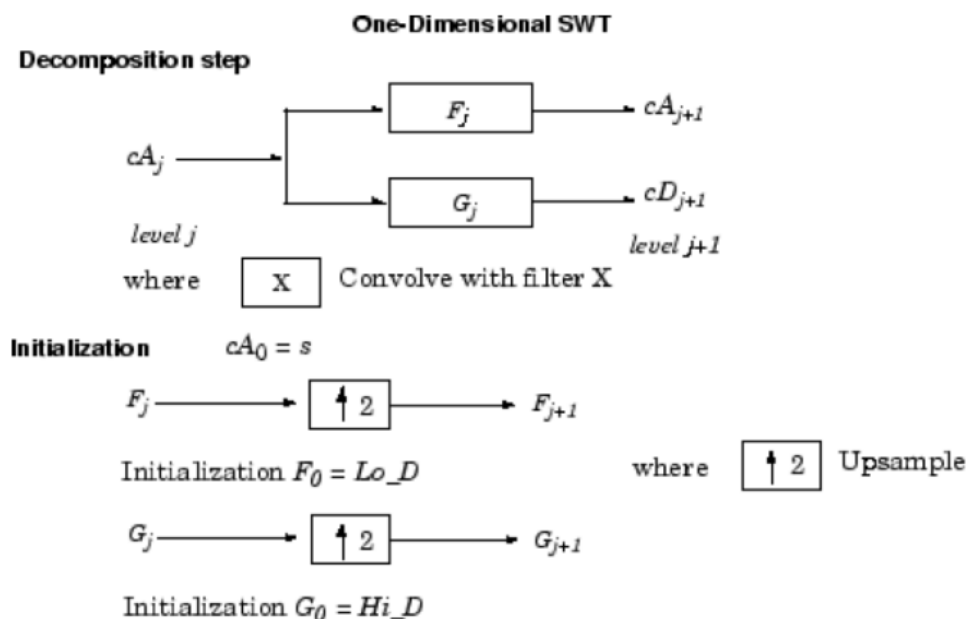 One-Dimensional SWT
Decomposition step
F_j
cA_{j+1}
cA_j
G_j
cD_{j+1}
level j
level j+1
where X Convolve with filter X
Initialization cA_0 = s
F_j ↑ 2 F_{j+1}
Initialization F_0 = Lo_D
where ↑ 2 Upsample
G_j ↑ 2 G_{j+1}
Initialization G_0 = Hi_D